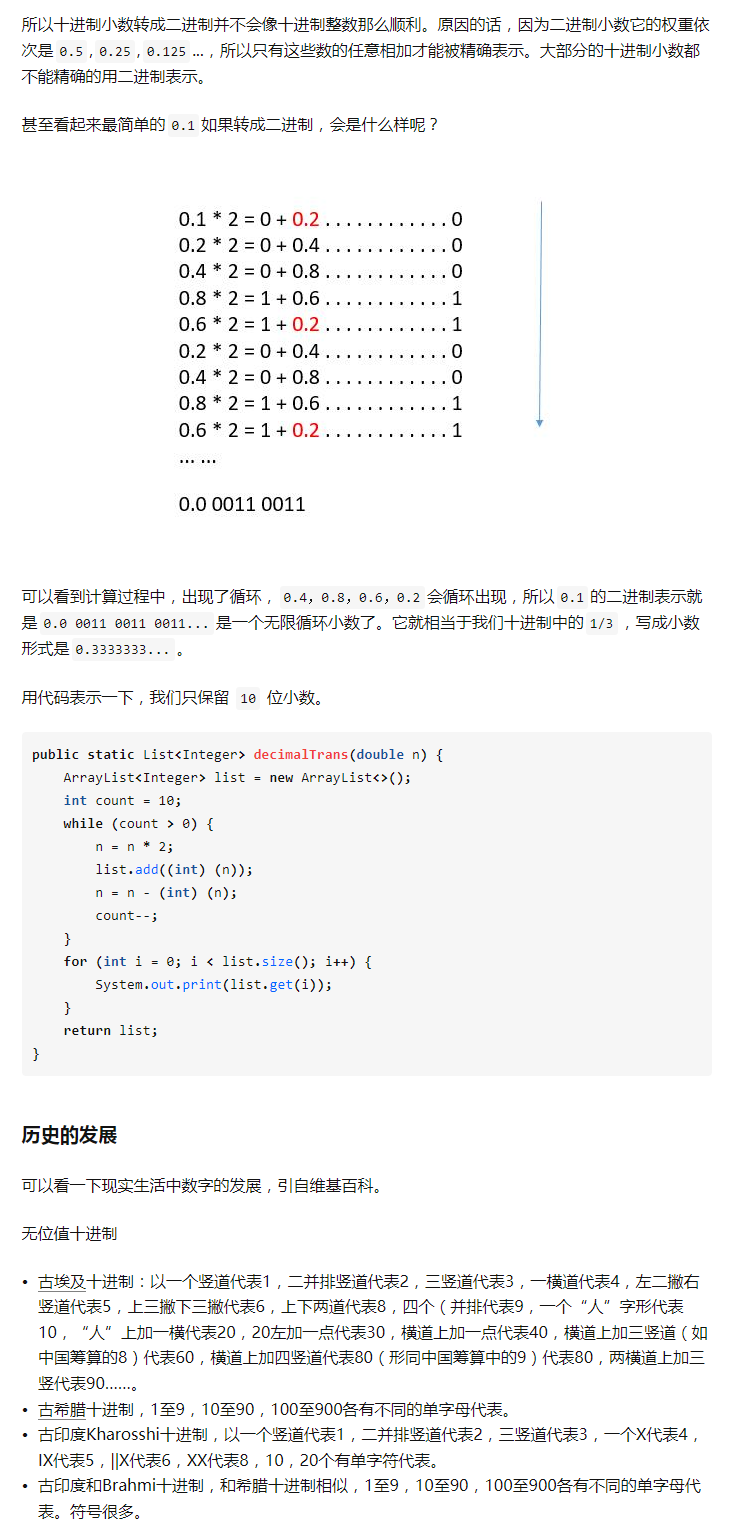 所以十进制小数转成二进制并不会像十进制整数那么顺利。原因的话，因为二进制小数它的权重依
次是 0.5，0.25，0.125 …，所以只有这些数的任意相加才能被精确表示。大部分的十进制小数都
不能精确的用二进制表示。
甚至看起来最简单的 0.1 如果转成二进制，会是什么样呢？
0.1 * 2 = 0 + 0.2 . . . . . . . . . . . . 0
0.2 * 2 = 0 + 0.4 . . . . . . . . . . . . 0
0.4 * 2 = 0 + 0.8 . . . . . . . . . . . . 0
0.8 * 2 = 1 + 0.6 . . . . . . . . . . . . 1
0.6 * 2 = 1 + 0.2 . . . . . . . . . . . . 1
0.2 * 2 = 0 + 0.4 . . . . . . . . . . . . 0
0.4 * 2 = 0 + 0.8 . . . . . . . . . . . . 0
0.8 * 2 = 1 + 0.6 . . . . . . . . . . . . 1
0.6 * 2 = 1 + 0.2 . . . . . . . . . . . . 1
... ...
0.0 0011 0011
可以看到计算过程中，出现了循环， 0.4，0.8，0.6，0.2 会循环出现，所以 0.1 的二进制表示就
是 0.0 0011 0011 0011... 是一个无限循环小数了。它就相当于我们十进制中的 1/3 ，写成小数
形式是 0.3333333... 。
用代码表示一下，我们只保留 10 位小数。
public static List<Integer> decimalTrans(double n) {
    ArrayList<Integer> list = new ArrayList<>();
    int count = 10;
    while (count > 0) {
        n = n * 2;
        list.add((int) (n));
        n = n - (int) (n);
        count--;
    }
    for (int i = 0; i < list.size(); i++) {
        System.out.print(list.get(i));
    }
    return list;
}
历史的发展
可以看一下现实生活中数字的发展，引自维基百科。
无位值十进制
• 古埃及十进制：以一个竖道代表1，二并排竖道代表2，三竖道代表3，一横道代表4，左二撇右
竖道代表5，上三撇下三撇代表6，上下两道代表8，四个（并排代表9，一个“人”字形代表
10，“人”上加一横代表20，20左加一点代表30，横道上加一点代表40，横道上加三竖道（如
中国筹算的8）代表60，横道上加四竖道代表80（形同中国筹算中的9）代表80，两横道上加三
竖代表90……。
• 古希腊十进制，1至9，10至90，100至900各有不同的单字母代表。
• 古印度Kharosshi十进制，以一个竖道代表1，二并排竖道代表2，三竖道代表3，一个X代表4，
IX代表5，||X代表6，XX代表8，10，20个有单字符代表。
• 古印度和Brahmi十进制，和希腊十进制相似，1至9，10至90，100至900各有不同的单字母代
表。符号很多。